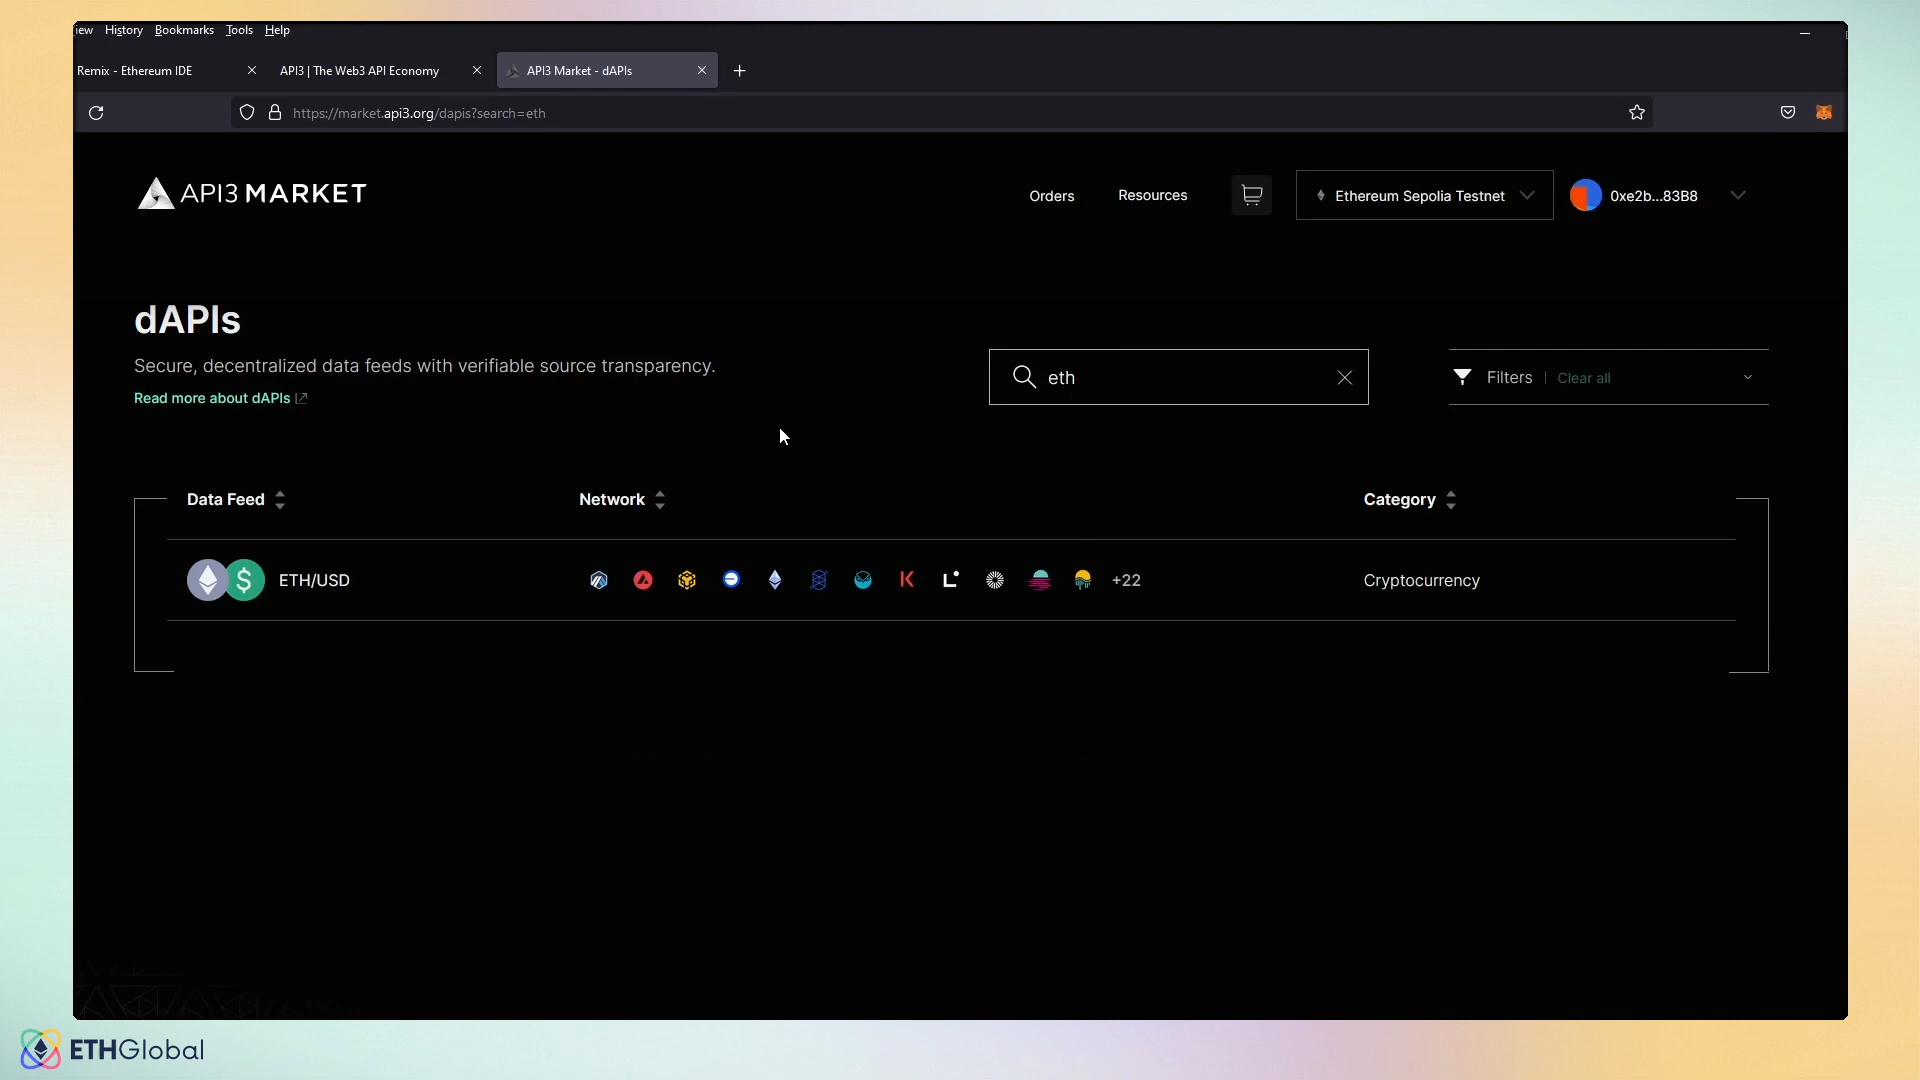 iew History Bookmarks Tools Help
Remix - Ethereum IDE
API3 | The Web3 API Economy
API3 Market - dAPIs
https://market.api3.org/dapis?search=eth
API3 MARKET
Orders
Resources
Ethereum Sepolia Testnet
0xe2b...83B8
dAPIs
Secure, decentralized data feeds with verifiable source transparency.
Read more about dAPIs
eth
Filters | Clear all
Data Feed
Network
Category
ETH/USD
+22
Cryptocurrency
ETHGlobal